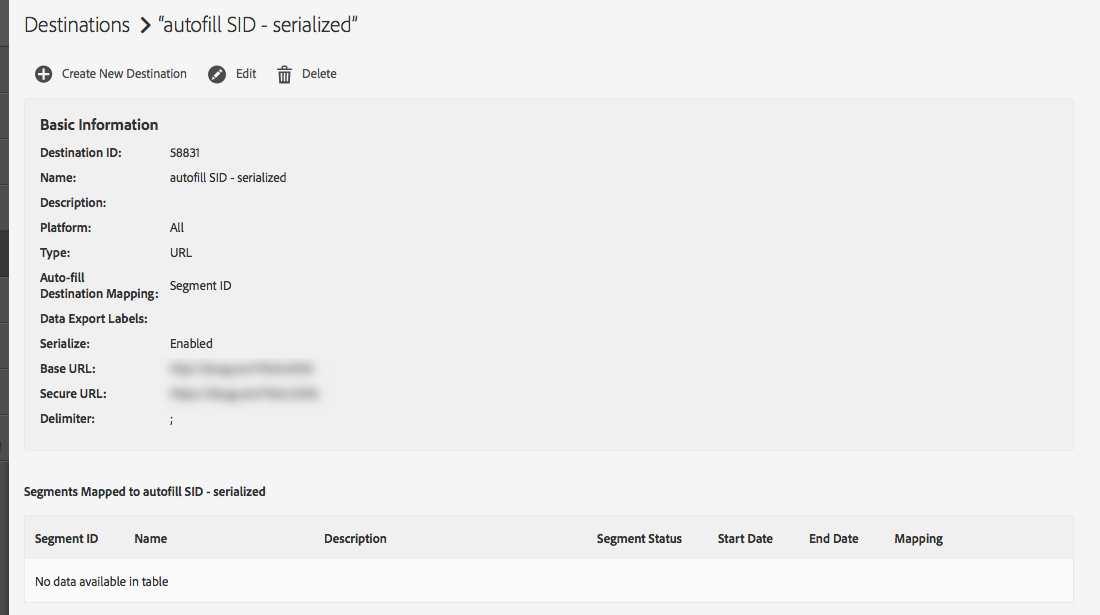 Destinations > “autofill SID - serialized”
Create New Destination Edit Delete
Basic Information
Destination ID: 58831
Name: autofill SID - serialized
Description:
Platform: All
Type: URL
Auto-fill
Destination Mapping: Segment ID
Data Export Labels:
Serialize: Enabled
Base URL:
Secure URL:
Delimiter: ;
Segments Mapped to autofill SID - serialized
Segment ID Name Description Segment Status Start Date End Date Mapping
No data available in table